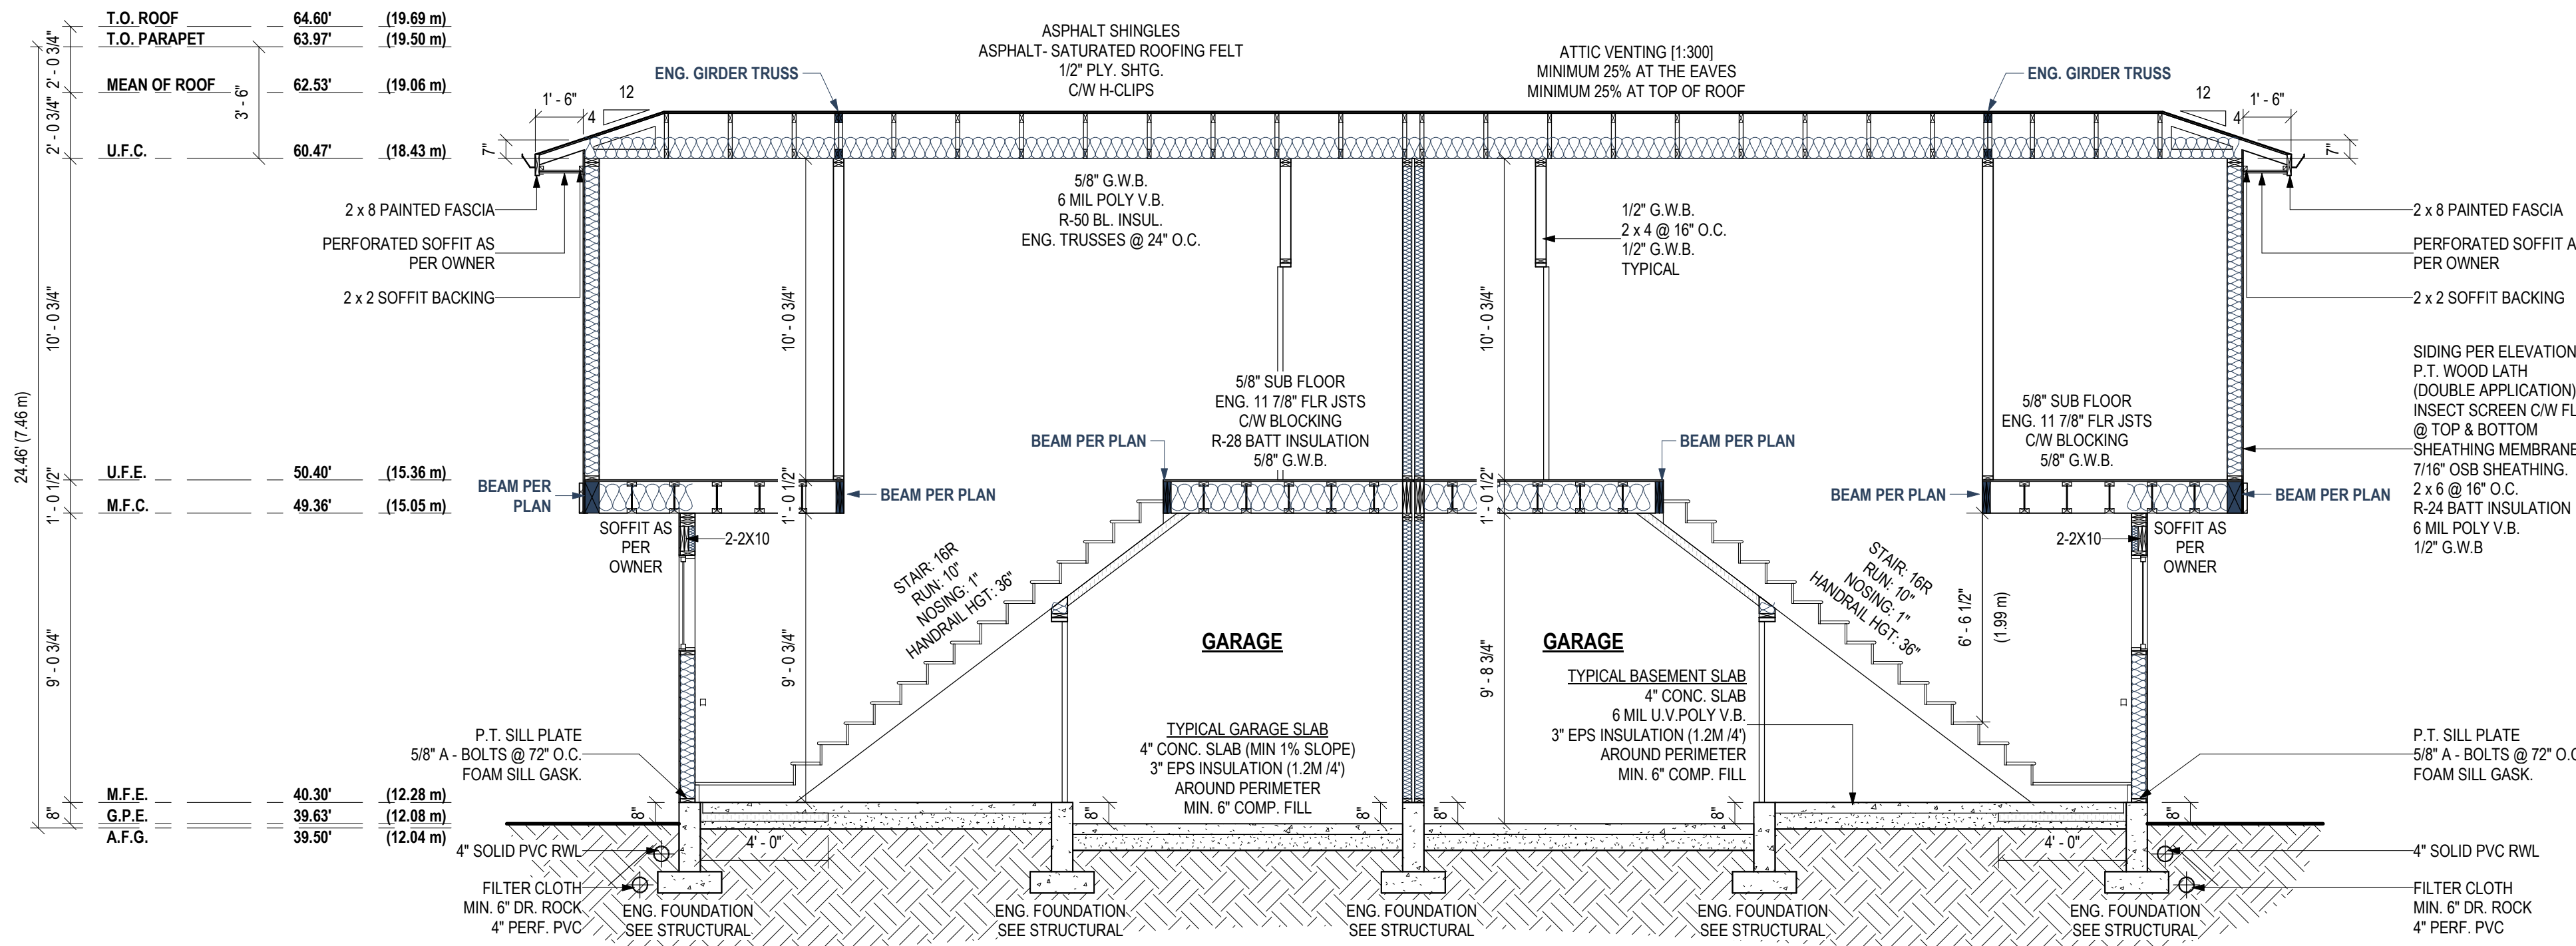 T.O. ROOF 64.60' (19.69 m)
T.O. PARAPET 63.97' (19.50 m)
MEAN OF ROOF 62.53' (19.06 m)
U.F.C. 60.47' (18.43 m)
U.F.E. 50.40' (15.36 m)
M.F.C. 49.36' (15.05 m)
M.F.E. 40.30' (12.28 m)
G.P.E. 39.63' (12.08 m)
A.F.G. 39.50' (12.04 m)
24.46' (7.46 m)
2' - 0 3/4"
2' - 0 3/4"
3' - 6"
10' - 0 3/4"
1' - 0 1/2"
9' - 0 3/4"
8"
1' - 6"
12
4
7"
ENG. GIRDER TRUSS
ASPHALT SHINGLES
ASPHALT- SATURATED ROOFING FELT
1/2" PLY. SHTG.
C/W H-CLIPS
ATTIC VENTING [1:300]
MINIMUM 25% AT THE EAVES
MINIMUM 25% AT TOP OF ROOF
ENG. GIRDER TRUSS
12
4
1' - 6"
7"
2 x 8 PAINTED FASCIA
PERFORATED SOFFIT AS
PER OWNER
2 x 2 SOFFIT BACKING
5/8" G.W.B.
6 MIL POLY V.B.
R-50 BL. INSUL.
ENG. TRUSSES @ 24" O.C.
1/2" G.W.B.
2 x 4 @ 16" O.C.
1/2" G.W.B.
TYPICAL
2 x 8 PAINTED FASCIA
PERFORATED SOFFIT A
PER OWNER
2 x 2 SOFFIT BACKING
10' - 0 3/4"
10' - 0 3/4"
SIDING PER ELEVATION
P.T. WOOD LATH
(DOUBLE APPLICATION)
INSECT SCREEN C/W FL
@ TOP & BOTTOM
SHEATHING MEMBRANE
7/16" OSB SHEATHING.
2 x 6 @ 16" O.C.
R-24 BATT INSULATION
6 MIL POLY V.B.
1/2" G.W.B
5/8" SUB FLOOR
ENG. 11 7/8" FLR JSTS
C/W BLOCKING
R-28 BATT INSULATION
5/8" G.W.B.
5/8" SUB FLOOR
ENG. 11 7/8" FLR JSTS
C/W BLOCKING
5/8" G.W.B.
BEAM PER
PLAN
BEAM PER PLAN
BEAM PER PLAN
BEAM PER PLAN
BEAM PER PLAN
BEAM PER PLAN
1' - 0 1/2"
1' - 0 1/2"
SOFFIT AS
PER
OWNER
2-2X10
2-2X10
SOFFIT AS
PER
OWNER
STAIR: 16R
RUN: 10"
NOSING: 1"
HANDRAIL HGT: 36"
STAIR: 16R
RUN: 10"
NOSING: 1"
HANDRAIL HGT: 36"
9' - 0 3/4"
9' - 8 3/4"
6' - 6 1/2"
(1.99 m)
GARAGE
GARAGE
TYPICAL GARAGE SLAB
4" CONC. SLAB (MIN 1% SLOPE)
3" EPS INSULATION (1.2M /4')
AROUND PERIMETER
MIN. 6" COMP. FILL
TYPICAL BASEMENT SLAB
4" CONC. SLAB
6 MIL U.V.POLY V.B.
3" EPS INSULATION (1.2M /4')
AROUND PERIMETER
MIN. 6" COMP. FILL
P.T. SILL PLATE
5/8" A - BOLTS @ 72" O.C.
FOAM SILL GASK.
P.T. SILL PLATE
5/8" A - BOLTS @ 72" O.C
FOAM SILL GASK.
8"
8"
8"
8"
8"
8"
4' - 0"
4' - 0"
4" SOLID PVC RWL
FILTER CLOTH
MIN. 6" DR. ROCK
4" PERF. PVC
4" SOLID PVC RWL
FILTER CLOTH
MIN. 6" DR. ROCK
4" PERF. PVC
ENG. FOUNDATION
SEE STRUCTURAL
ENG. FOUNDATION
SEE STRUCTURAL
ENG. FOUNDATION
SEE STRUCTURAL
ENG. FOUNDATION
SEE STRUCTURAL
ENG. FOUNDATION
SEE STRUCTURAL